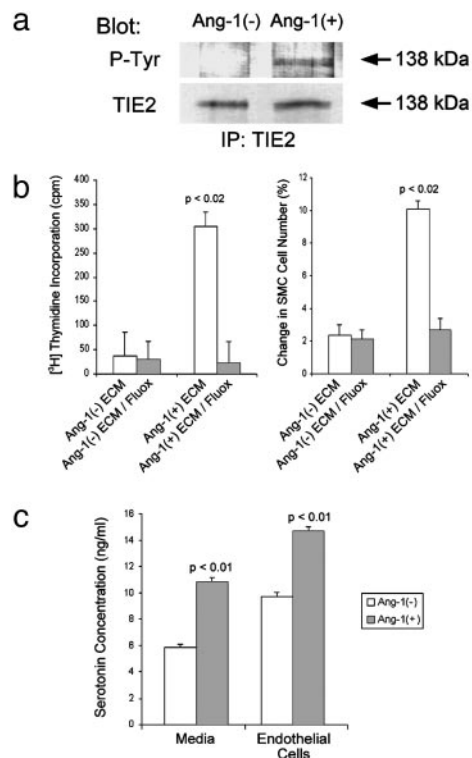 a
Blot: Ang-1(-) Ang-1(+)
P-Tyr ← 138 kDa
TIE2 ← 138 kDa
IP: TIE2
b
[³H] Thymidine Incorporation (cpm)
400
350
300
250
200
150
100
50
0
p < 0.02
Ang-1(-) ECM
Ang-1(-) ECM / Fluox
Ang-1(+) ECM
Ang-1(+) ECM / Fluox
Change in SMC Cell Number (%)
12
10
8
6
4
2
0
p < 0.02
Ang-1(-) ECM
Ang-1(-) ECM / Fluox
Ang-1(+) ECM
Ang-1(+) ECM / Fluox
c
Serotonin Concentration (ng/ml)
16
14
12
10
8
6
4
2
0
p < 0.01
p < 0.01
Media
Endothelial
Cells
Ang-1(-)
Ang-1(+)